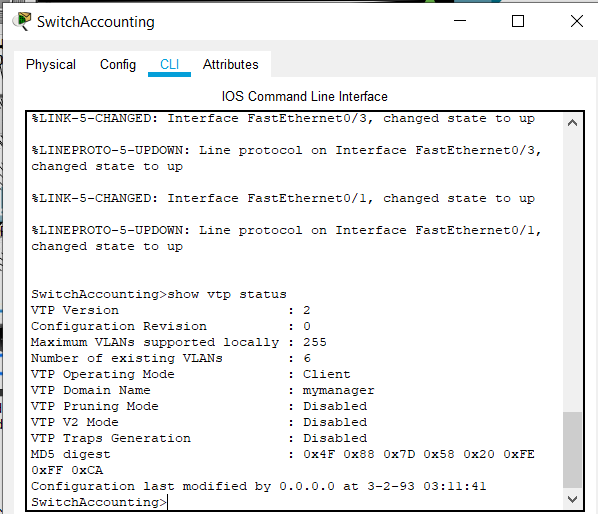 SwitchAccounting
Physical Config CLI Attributes
IOS Command Line Interface
%LINK-5-CHANGED: Interface FastEthernet0/3, changed state to up
%LINEPROTO-5-UPDOWN: Line protocol on Interface FastEthernet0/3,
changed state to up
%LINK-5-CHANGED: Interface FastEthernet0/1, changed state to up
%LINEPROTO-5-UPDOWN: Line protocol on Interface FastEthernet0/1,
changed state to up
SwitchAccounting>show vtp status
VTP Version : 2
Configuration Revision : 0
Maximum VLANs supported locally : 255
Number of existing VLANs : 6
VTP Operating Mode : Client
VTP Domain Name : mymanager
VTP Pruning Mode : Disabled
VTP V2 Mode : Disabled
VTP Traps Generation : Disabled
MD5 digest : 0x4F 0x88 0x7D 0x58 0x20 0xFE
0xFF 0xCA
Configuration last modified by 0.0.0.0 at 3-2-93 03:11:41
SwitchAccounting>